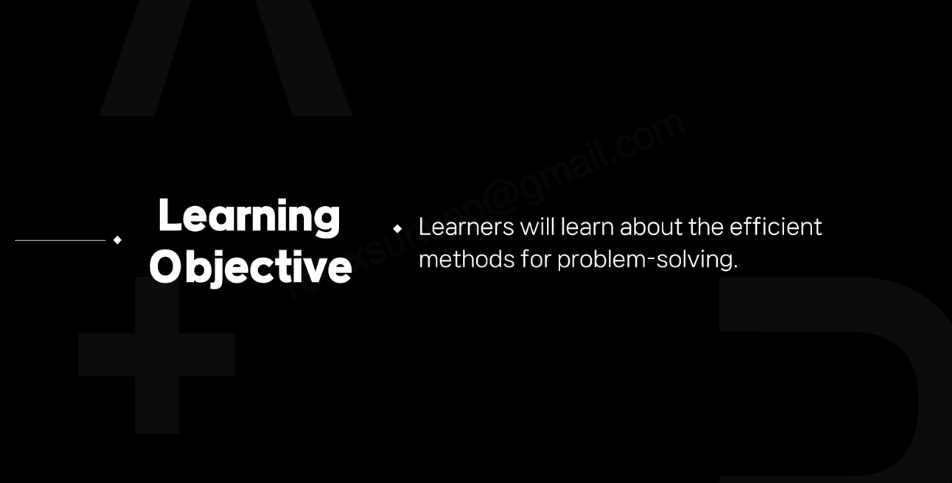 Learning
Objective
Learners will learn about the efficient
methods for problem-solving.